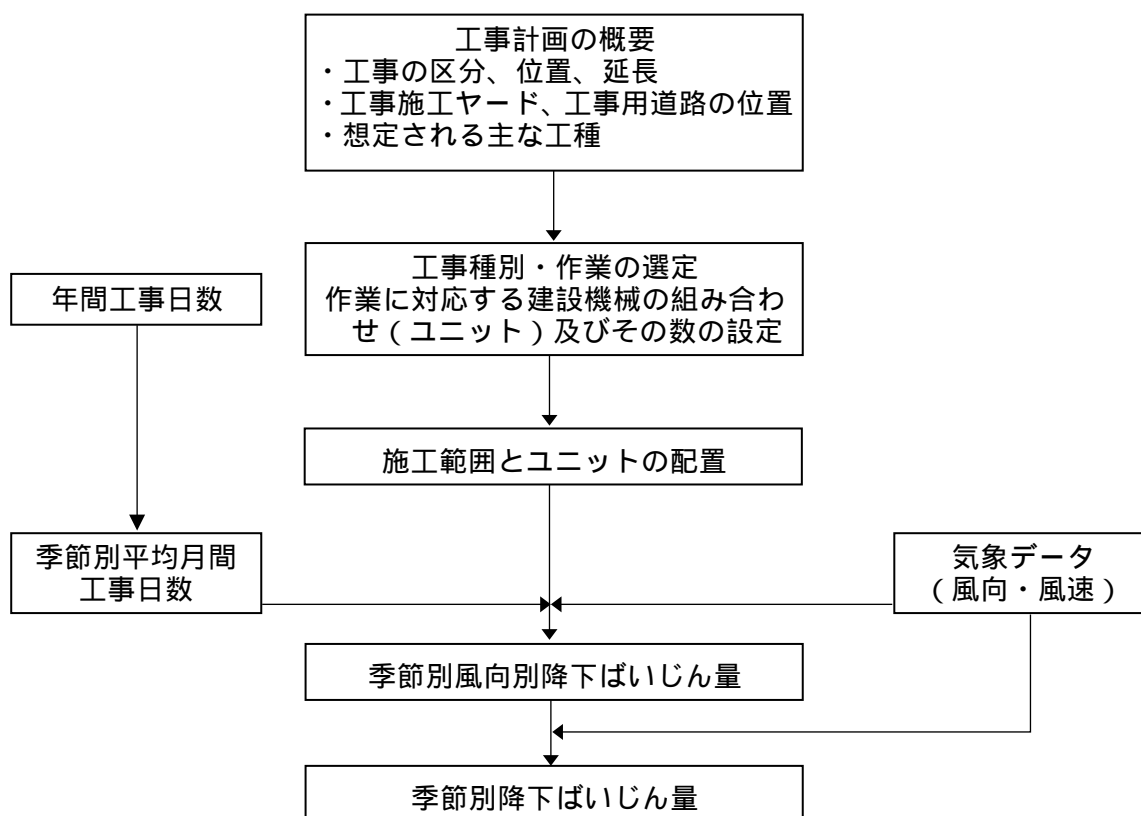 工事計画の概要
・工事の区分、位置、延長
・工事施工ヤード、工事用道路の位置
・想定される主な工種
工事種別・作業の選定
作業に対応する建設機械の組み合わ
せ（ユニット）及びその数の設定
年間工事日数
施工範囲とユニットの配置
季節別平均月間
工事日数
気象データ
（風向・風速）
季節別風向別降下ばいじん量
季節別降下ばいじん量